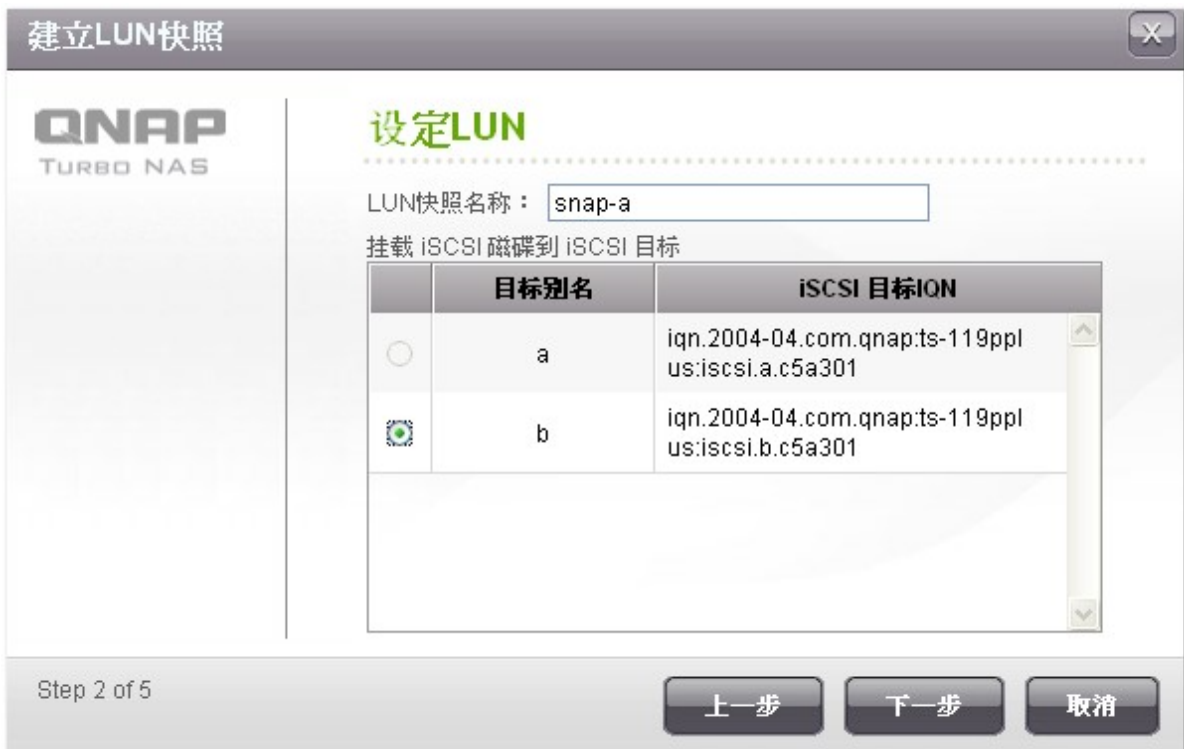 建立LUN快照
X
QNAP
TURBO NAS
设定LUN
LUN快照名称：snap-a
挂载 iSCSI 磁碟到 iSCSI 目标
目标别名 iSCSI 目标IQN
a iqn.2004-04.com.qnap:ts-119ppl
us:iscsi.a.c5a301
b iqn.2004-04.com.qnap:ts-119ppl
us:iscsi.b.c5a301
Step 2 of 5
上一步 下一步 取消